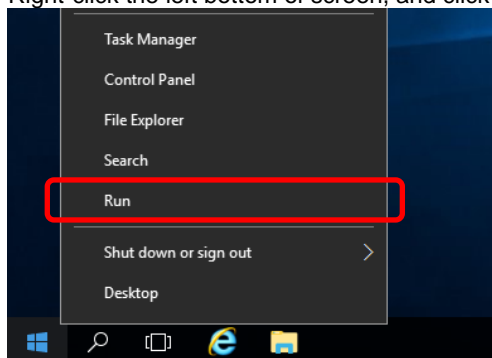 Right-click the left bottom of screen, and click
Task Manager
Control Panel
File Explorer
Search
Run
Shut down or sign out
Desktop